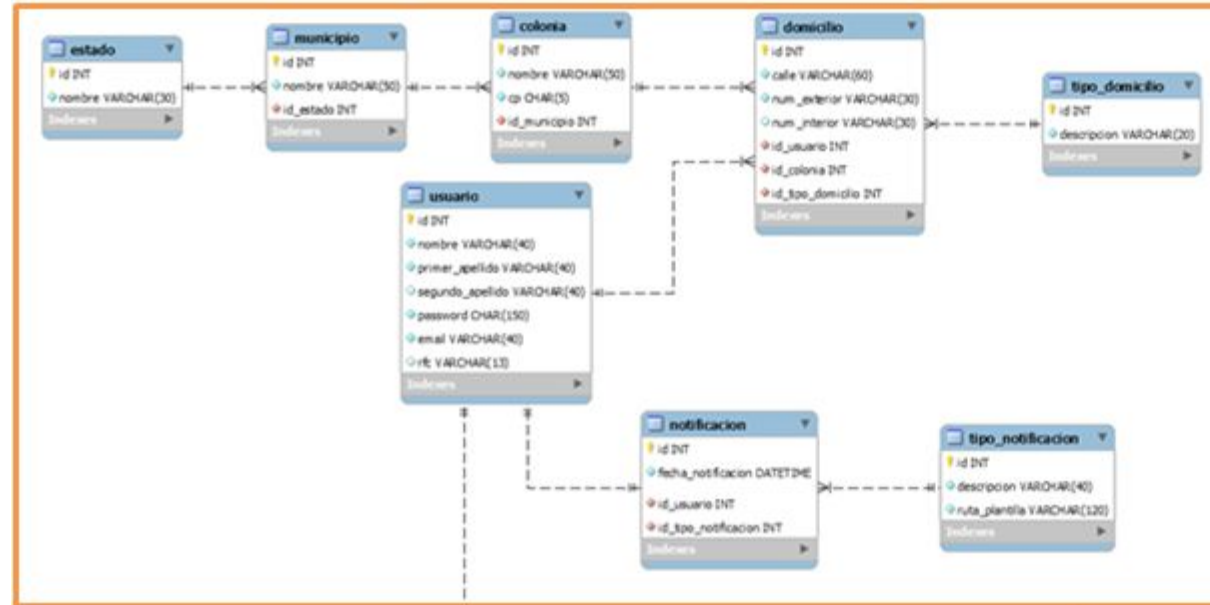 estado
id INT
nombre VARCHAR(30)
Indexes
municipio
id INT
nombre VARCHAR(50)
id_estado INT
Indexes
colonia
id INT
nombre VARCHAR(50)
cp CHAR(5)
id_municipio INT
Indexes
domicilio
id INT
calle VARCHAR(60)
num_exterior VARCHAR(30)
num_interior VARCHAR(30)
id_usuario INT
id_colonia INT
id_tipo_domicilio INT
Indexes
tipo_domicilio
id INT
descripcion VARCHAR(20)
Indexes
usuario
id INT
nombre VARCHAR(40)
primer_apellido VARCHAR(40)
segundo_apellido VARCHAR(40)
password CHAR(150)
email VARCHAR(40)
rfc VARCHAR(13)
Indexes
notificacion
id INT
fecha_notificacion DATETIME
id_usuario INT
id_tipo_notificacion INT
Indexes
tipo_notificacion
id INT
descripcion VARCHAR(40)
ruta_plantilla VARCHAR(120)
Indexes